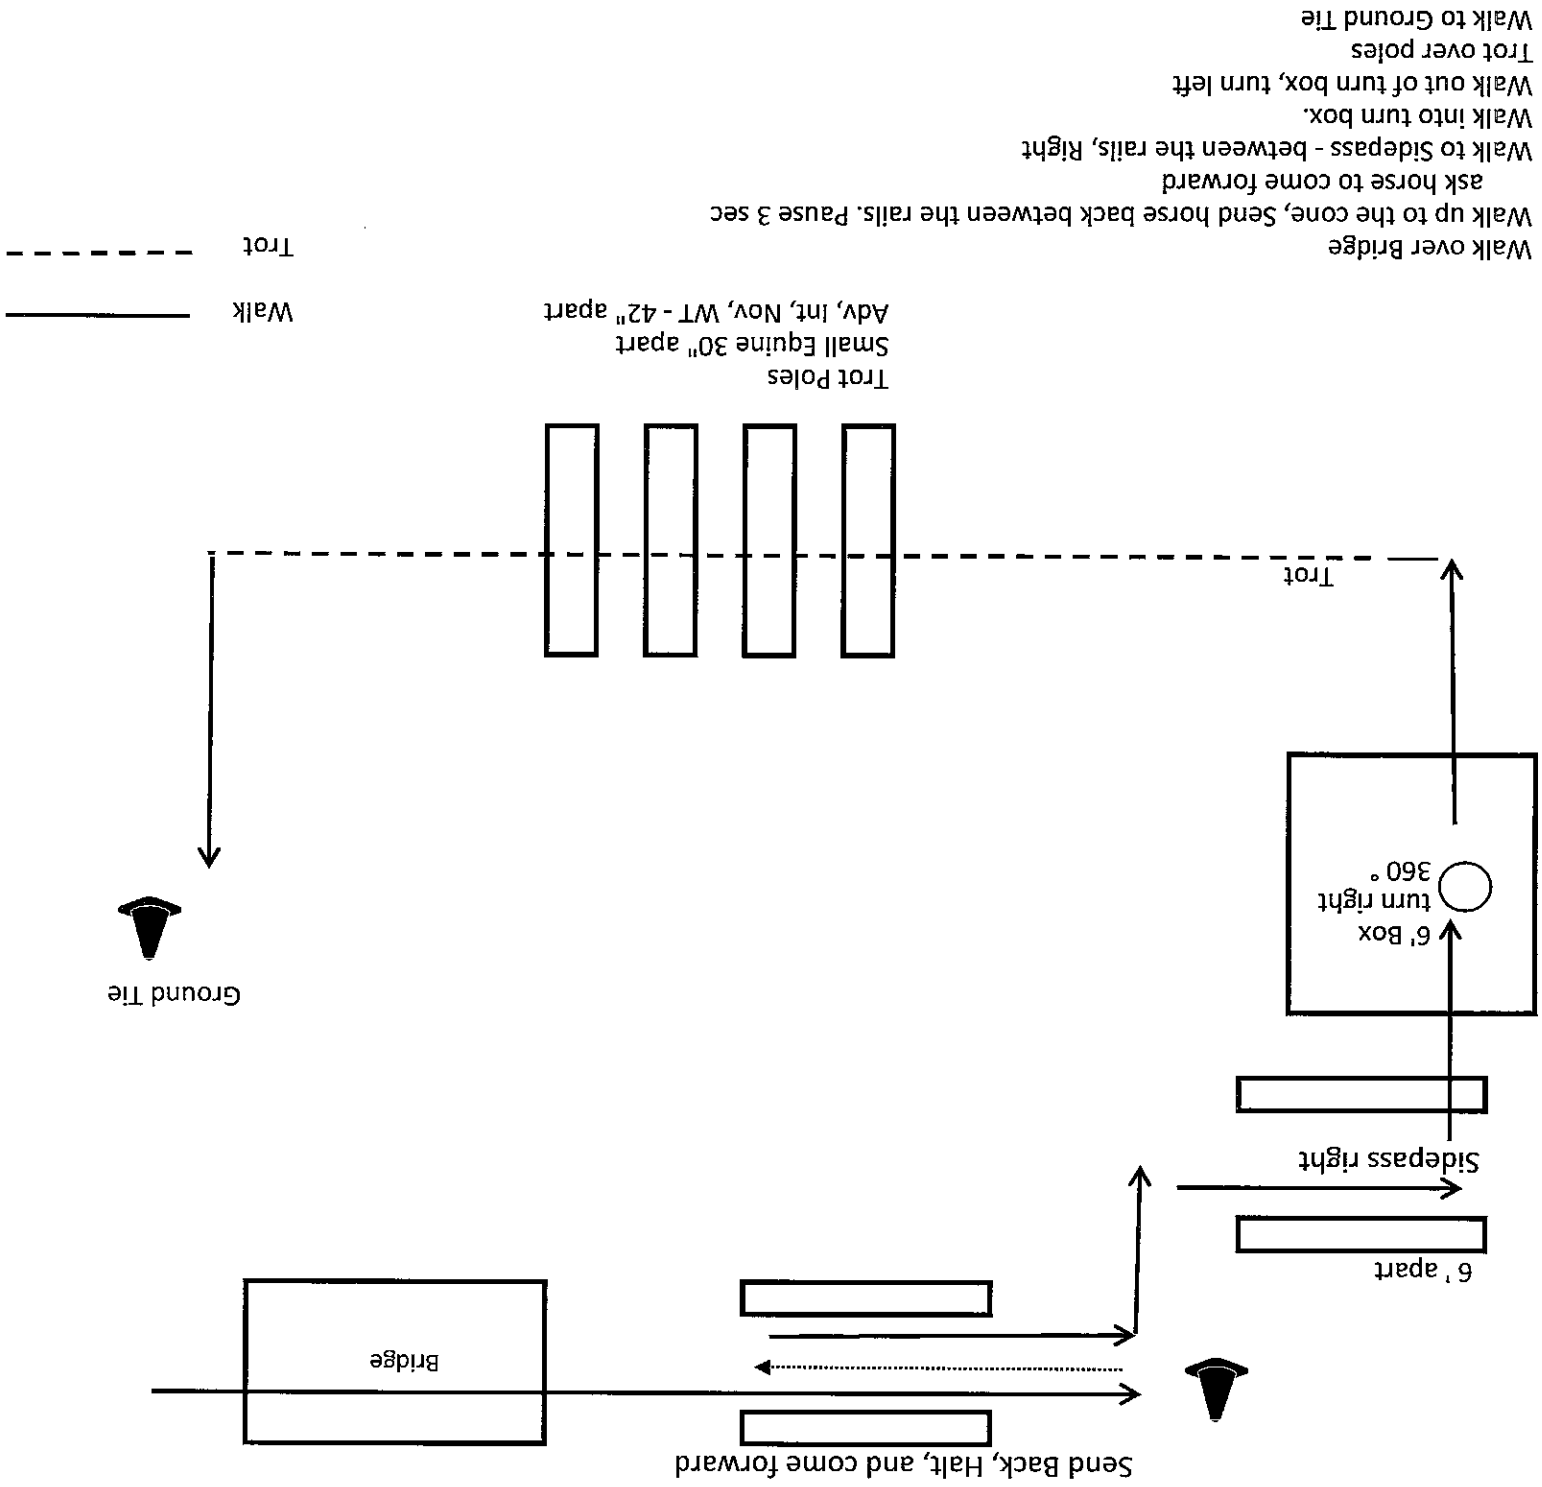 Send Back, Halt, and come forward
Bridge
6' apart
Sidepass right
Ground Tie
6' Box
turn right
360 °
Trot
Trot Poles
Small Equine 30" apart
Adv, Int, Nov, WT - 42" apart
Walk
Trot
Walk over Bridge
Walk up to the cone, Send horse back between the rails. Pause 3 sec
ask horse to come forward
Walk to Sidepass - between the rails, Right
Walk into turn box.
Walk out of turn box, turn left
Trot over poles
Walk to Ground Tie